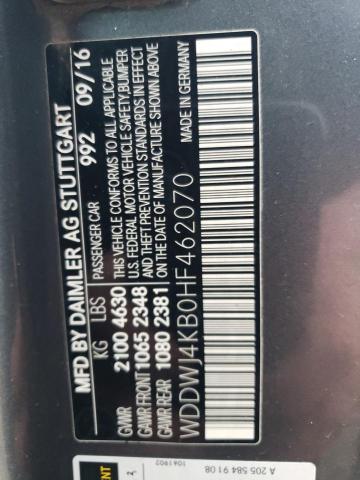 MFD BY DAIMLER AG STUTTGART
992 09/16
KG LBS
PASSENGER CAR
GVWR 2100 4630
GAWR FRONT 1065 2348
GAWR REAR 1080 2381
THIS VEHICLE CONFORMS TO ALL APPLICABLE
U.S. FEDERAL MOTOR VEHICLE SAFETY, BUMPER
AND THEFT PREVENTION STANDARDS IN EFFECT
ON THE DATE OF MANUFACTURE SHOWN ABOVE
WDDWJ4KB0HF462070
MADE IN GERMANY
1061902
A 205 584 91 08